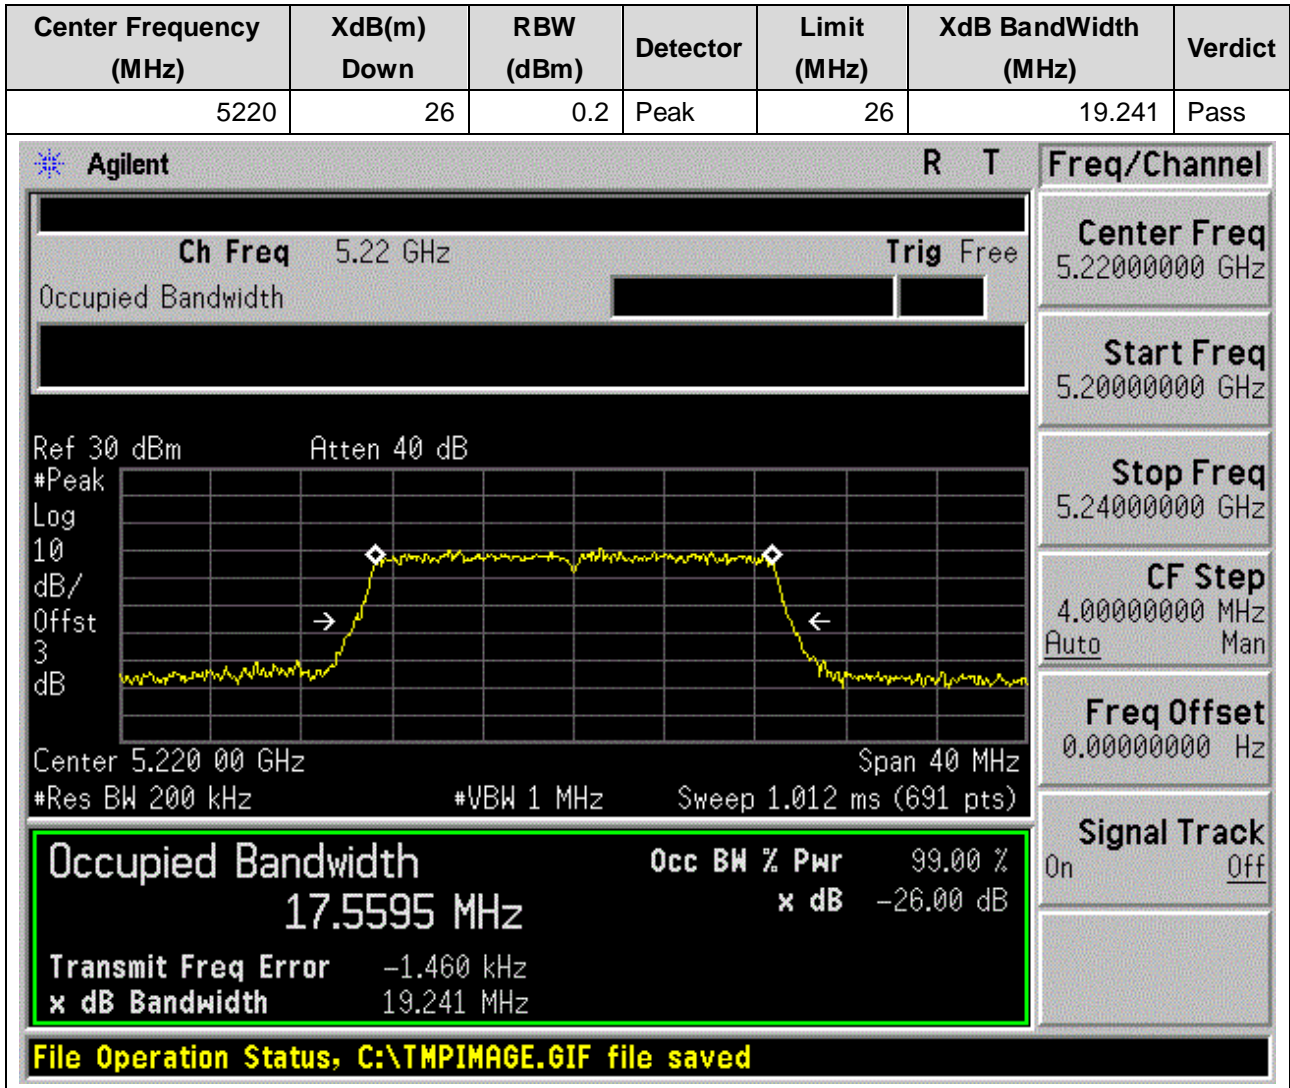 Center Frequency (MHz) XdB(m) Down RBW (dBm) Detector Limit (MHz) XdB BandWidth (MHz) Verdict
5220 26 0.2 Peak 26 19.241 Pass
Agilent R T
Freq/Channel
Ch Freq 5.22 GHz Trig Free
Occupied Bandwidth
Center Freq
5.22000000 GHz
Start Freq
5.20000000 GHz
Stop Freq
5.24000000 GHz
CF Step
4.00000000 MHz
Auto Man
Freq Offset
0.00000000 Hz
Signal Track
On Off
Ref 30 dBm Atten 40 dB
#Peak
Log
10
dB/
Offst
3
dB
Center 5.220 00 GHz Span 40 MHz
#Res BW 200 kHz #VBW 1 MHz Sweep 1.012 ms (691 pts)
Occupied Bandwidth
17.5595 MHz
Occ BW % Pwr 99.00 %
x dB -26.00 dB
Transmit Freq Error -1.460 kHz
x dB Bandwidth 19.241 MHz
File Operation Status, C:\TMPIMAGE.GIF file saved